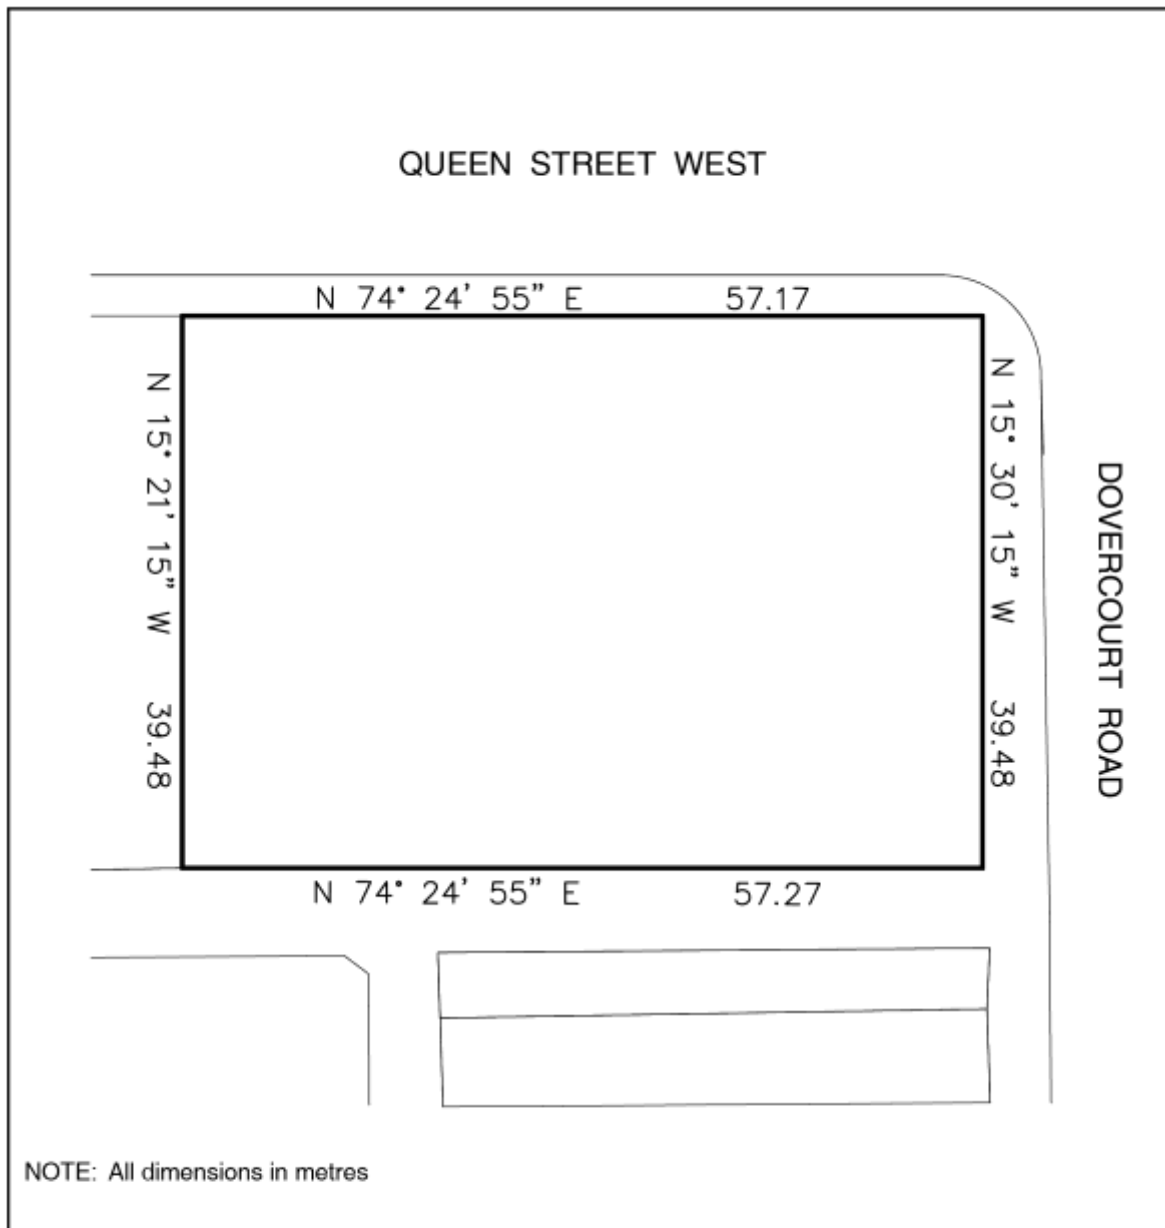 QUEEN STREET WEST
N 74° 24' 55" E 57.17
N 15° 21' 15" W 39.48
N 15° 30' 15" W 39.48
DOVERCOURT ROAD
N 74° 24' 55" E 57.27
NOTE: All dimensions in metres